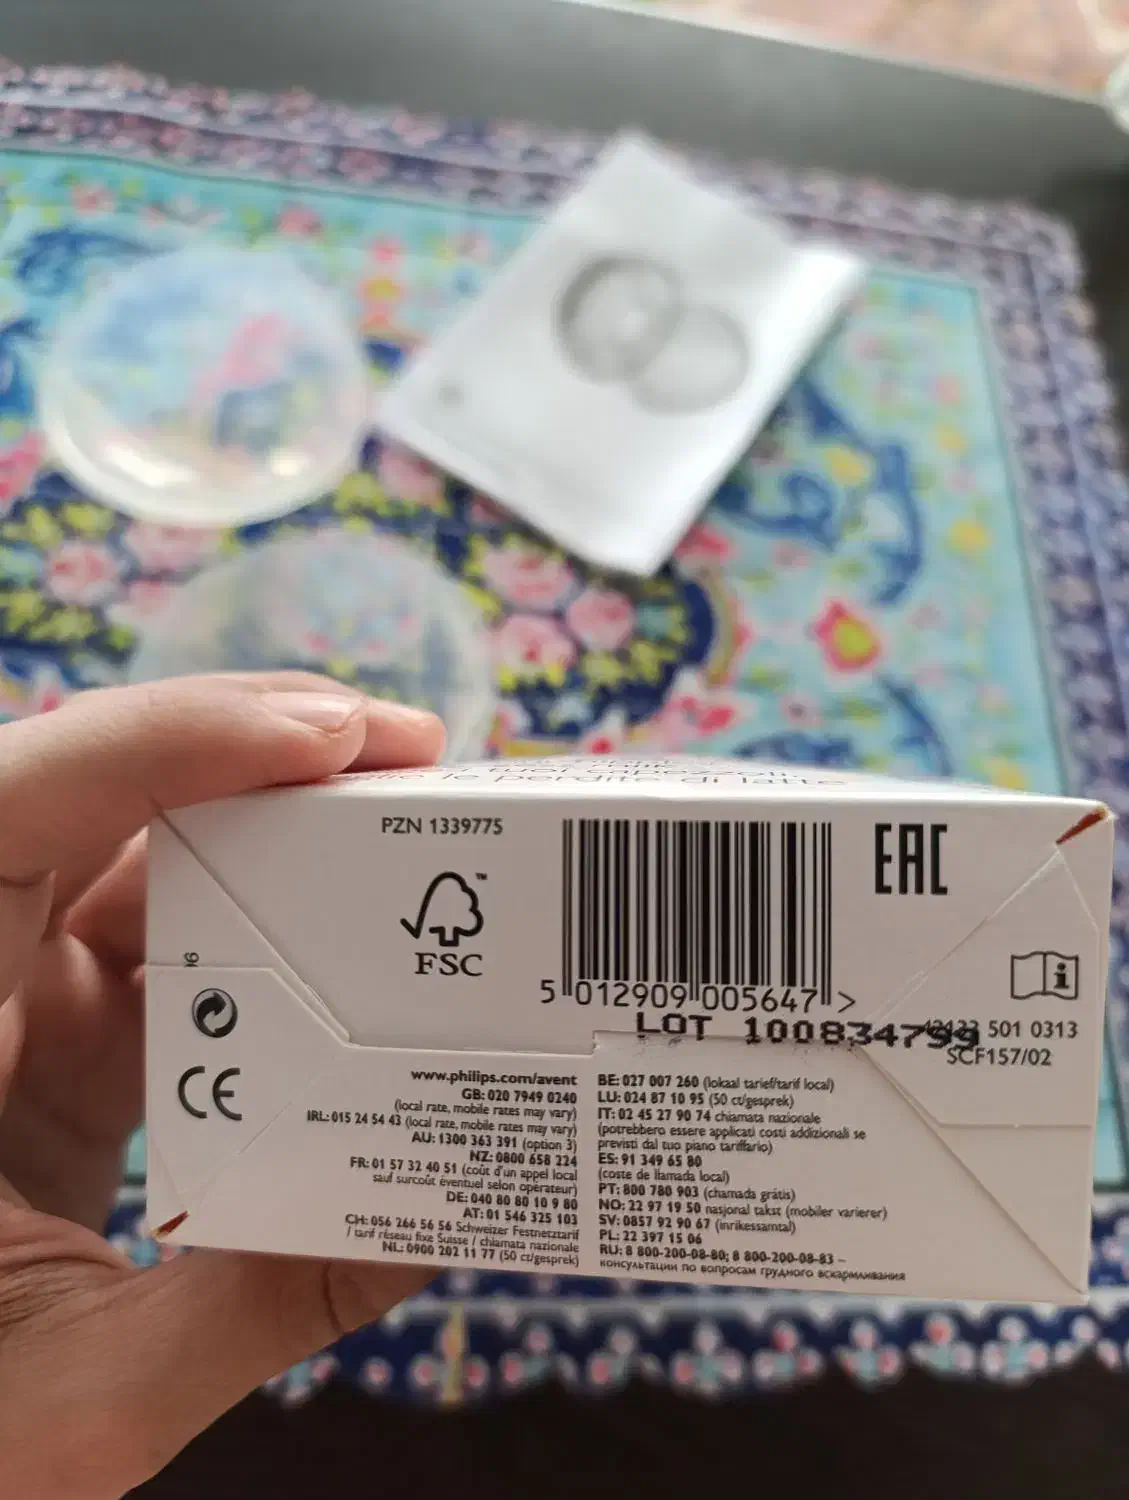 i tuoi capezzoli.
le perdite di latte
PZN 1339775
FSC
™
5 012909 005647 >
EAC
LOT 100834799
501 0313
SCF157/02
96
CE
www.philips.com/avent
GB: 020 7949 0240
(local rate, mobile rates may vary)
IRL: 015 24 54 43 (local rate, mobile rates may vary)
AU: 1300 363 391 (option 3)
NZ: 0800 658 224
FR: 01 57 32 40 51 (coût d'un appel local
sauf surcoût éventuel selon opérateur)
DE: 040 80 80 10 9 80
AT: 01 546 325 103
CH: 056 266 56 56 Schweizer Festnetztarif
/ tarif réseau fixe Suisse / chiamata nazionale
NL: 0900 202 11 77 (50 ct/gesprek)
BE: 027 007 260 (lokaal tarief/tarif local)
LU: 024 87 10 95 (50 ct/gesprek)
IT: 02 45 27 90 74 chiamata nazionale
(potrebbero essere applicati costi addizionali se
previsti dal tuo piano tariffario)
ES: 91 349 65 80
(coste de llamada local)
PT: 800 780 903 (chamada grátis)
NO: 22 97 19 50 nasjonal takst (mobiler varierer)
SV: 0857 92 90 67 (inrikessamtal)
PL: 22 397 15 06
RU: 8 800-200-08-80; 8 800-200-08-83 –
консультации по вопросам грудного вскармливания